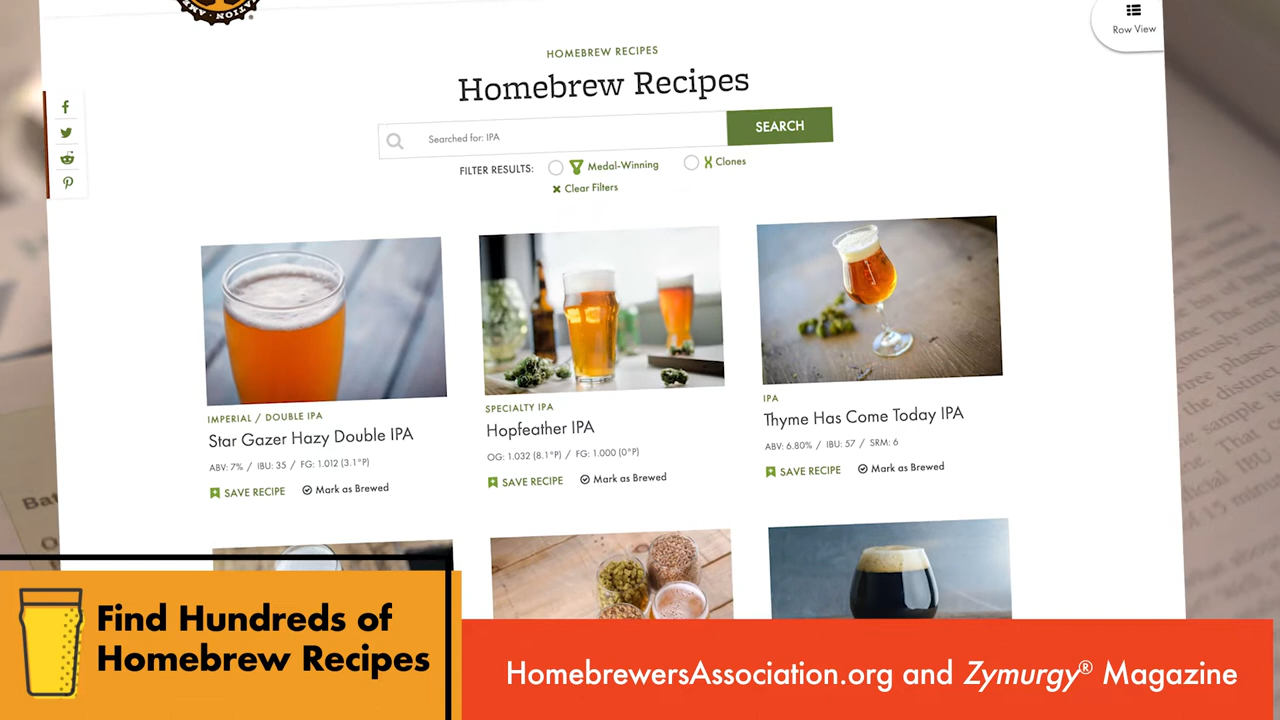 ATION · AM
Row View
HOMEBREW RECIPES
Homebrew Recipes
Searched for: IPA
SEARCH
FILTER RESULTS:
Medal-Winning
Clones
Clear Filters
IMPERIAL / DOUBLE IPA
Star Gazer Hazy Double IPA
ABV: 7% / IBU: 35 / FG: 1.012 (3.1°P)
SAVE RECIPE
Mark as Brewed
SPECIALTY IPA
Hopfeather IPA
OG: 1.032 (8.1°P) / FG: 1.000 (0°P)
SAVE RECIPE
Mark as Brewed
IPA
Thyme Has Come Today IPA
ABV: 6.80% / IBU: 57 / SRM: 6
SAVE RECIPE
Mark as Brewed
Find Hundreds of
Homebrew Recipes
HomebrewersAssociation.org and Zymurgy® Magazine